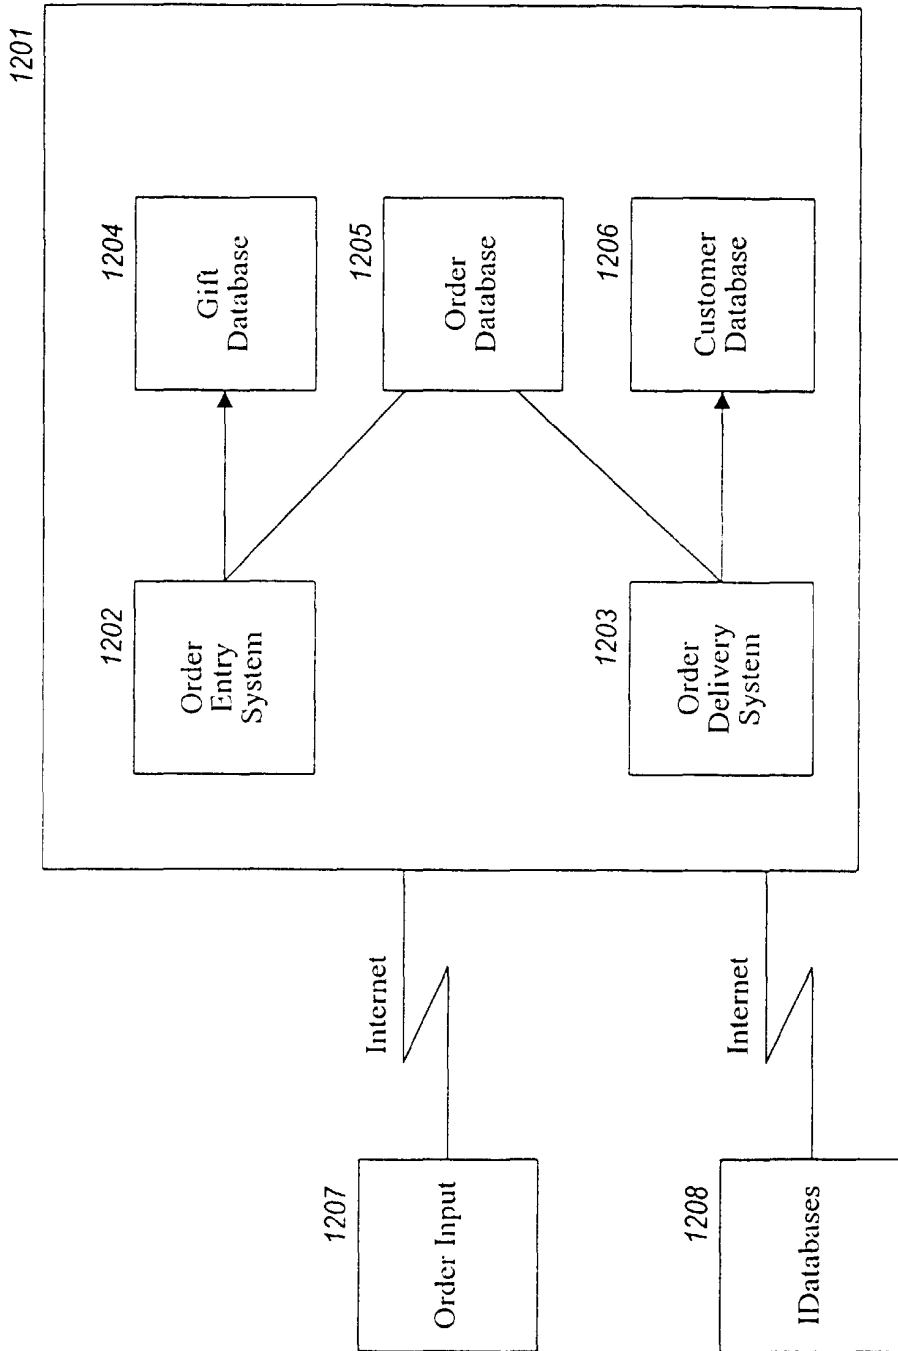 1201
1202
Order
Entry
System
1204
Gift
Database
1205
Order
Database
1203
Order
Delivery
System
1206
Customer
Database
1207
Order Input
Internet
1208
IDatabases
Internet